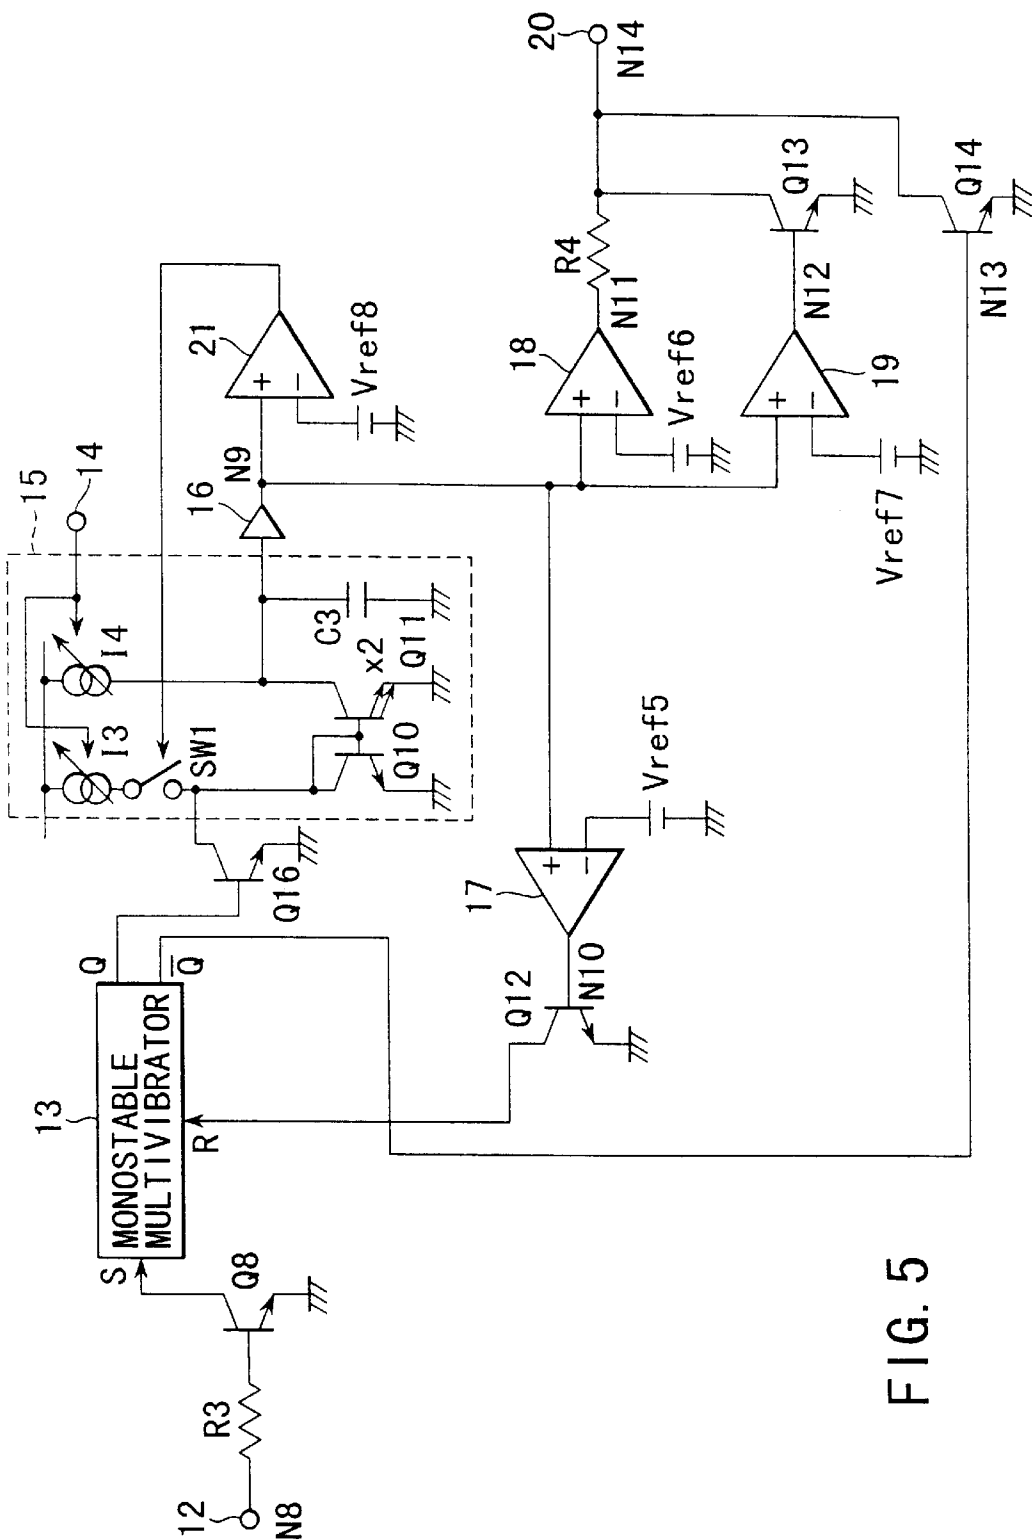 12
N8
R3
Q8
S
13
MONOSTABLE
MULTIVIBRATOR
R
Q
Q̅
Q16
15
14
I3
I4
SW1
Q10
Q11
x2
C3
16
N9
21
+
−
Vref8
17
+
−
Vref5
N10
Q12
18
+
−
Vref6
N11
R4
19
+
−
Vref7
N12
Q13
N13
Q14
20
N14
FIG. 5